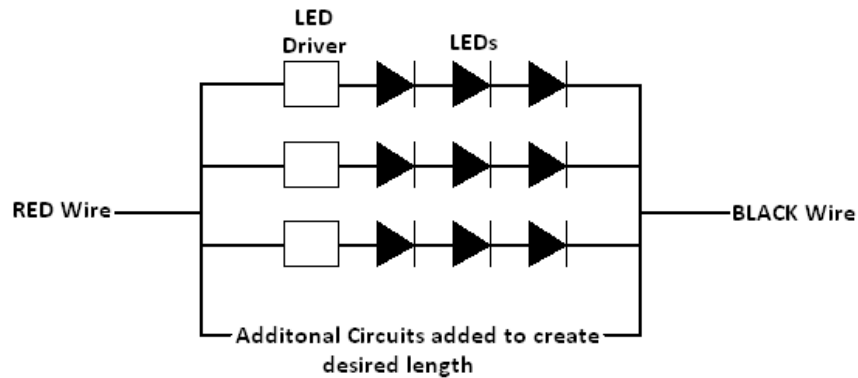 LED
Driver
LEDs
RED Wire
BLACK Wire
Additonal Circuits added to create
desired length